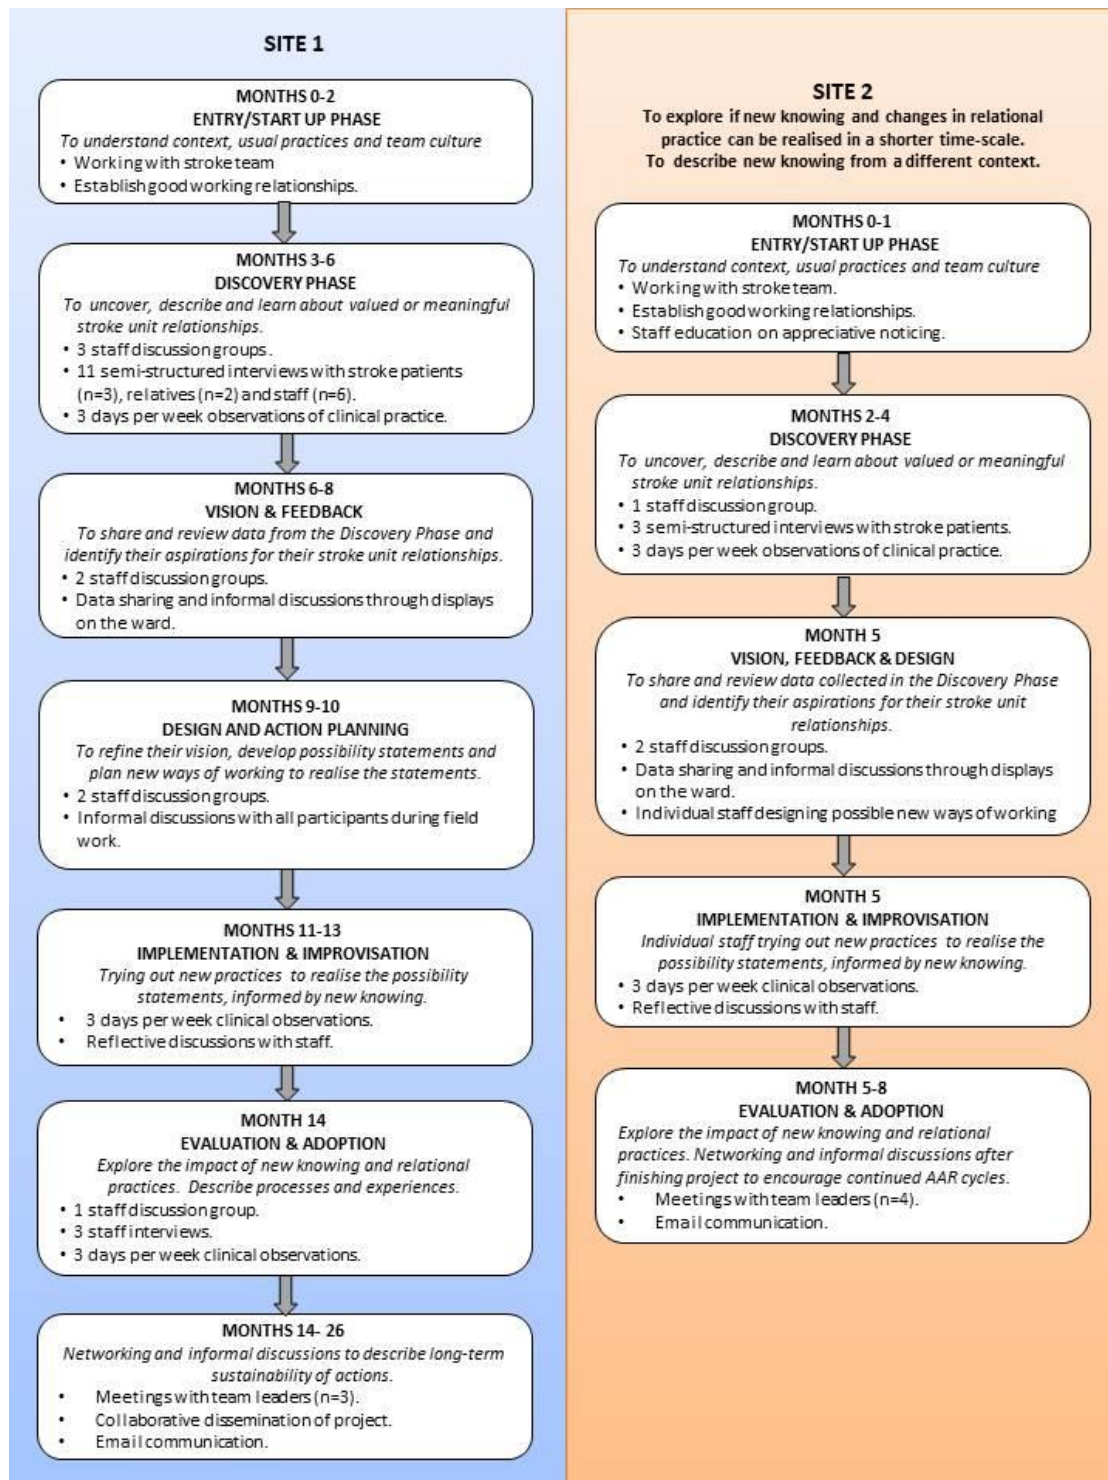 SITE 1
MONTHS 0-2
ENTRY/START UP PHASE
To understand context, usual practices and team culture
• Working with stroke team
• Establish good working relationships.
MONTHS 3-6
DISCOVERY PHASE
To uncover, describe and learn about valued or meaningful
stroke unit relationships.
• 3 staff discussion groups.
• 11 semi-structured interviews with stroke patients
(n=3), relatives (n=2) and staff (n=6).
• 3 days per week observations of clinical practice.
MONTHS 6-8
VISION & FEEDBACK
To share and review data from the Discovery Phase and
identify their aspirations for their stroke unit relationships.
• 2 staff discussion groups.
• Data sharing and informal discussions through displays
on the ward.
MONTHS 9-10
DESIGN AND ACTION PLANNING
To refine their vision, develop possibility statements and
plan new ways of working to realise the statements.
• 2 staff discussion groups.
• Informal discussions with all participants during field
work.
MONTHS 11-13
IMPLEMENTATION & IMPROVISATION
Trying out new practices to realise the possibility
statements, informed by new knowing.
• 3 days per week clinical observations.
• Reflective discussions with staff.
MONTH 14
EVALUATION & ADOPTION
Explore the impact of new knowing and relational
practices. Describe processes and experiences.
• 1 staff discussion group.
• 3 staff interviews.
• 3 days per week clinical observations.
MONTHS 14- 26
Networking and informal discussions to describe long-term
sustainability of actions.
• Meetings with team leaders (n=3).
• Collaborative dissemination of project.
• Email communication.
SITE 2
To explore if new knowing and changes in relational
practice can be realised in a shorter time-scale.
To describe new knowing from a different context.
MONTHS 0-1
ENTRY/START UP PHASE
To understand context, usual practices and team culture
• Working with stroke team.
• Establish good working relationships.
• Staff education on appreciative noticing.
MONTHS 2-4
DISCOVERY PHASE
To uncover, describe and learn about valued or meaningful
stroke unit relationships.
• 1 staff discussion group.
• 3 semi-structured interviews with stroke patients.
• 3 days per week observations of clinical practice.
MONTH 5
VISION, FEEDBACK & DESIGN
To share and review data collected in the Discovery Phase
and identify their aspirations for their stroke unit
relationships.
• 2 staff discussion groups.
• Data sharing and informal discussions through displays
on the ward.
• Individual staff designing possible new ways of working
MONTH 5
IMPLEMENTATION & IMPROVISATION
Individual staff trying out new practices to realise the
possibility statements, informed by new knowing.
• 3 days per week clinical observations.
• Reflective discussions with staff.
MONTH 5-8
EVALUATION & ADOPTION
Explore the impact of new knowing and relational
practices. Networking and informal discussions after
finishing project to encourage continued AAR cycles.
• Meetings with team leaders (n=4).
• Email communication.